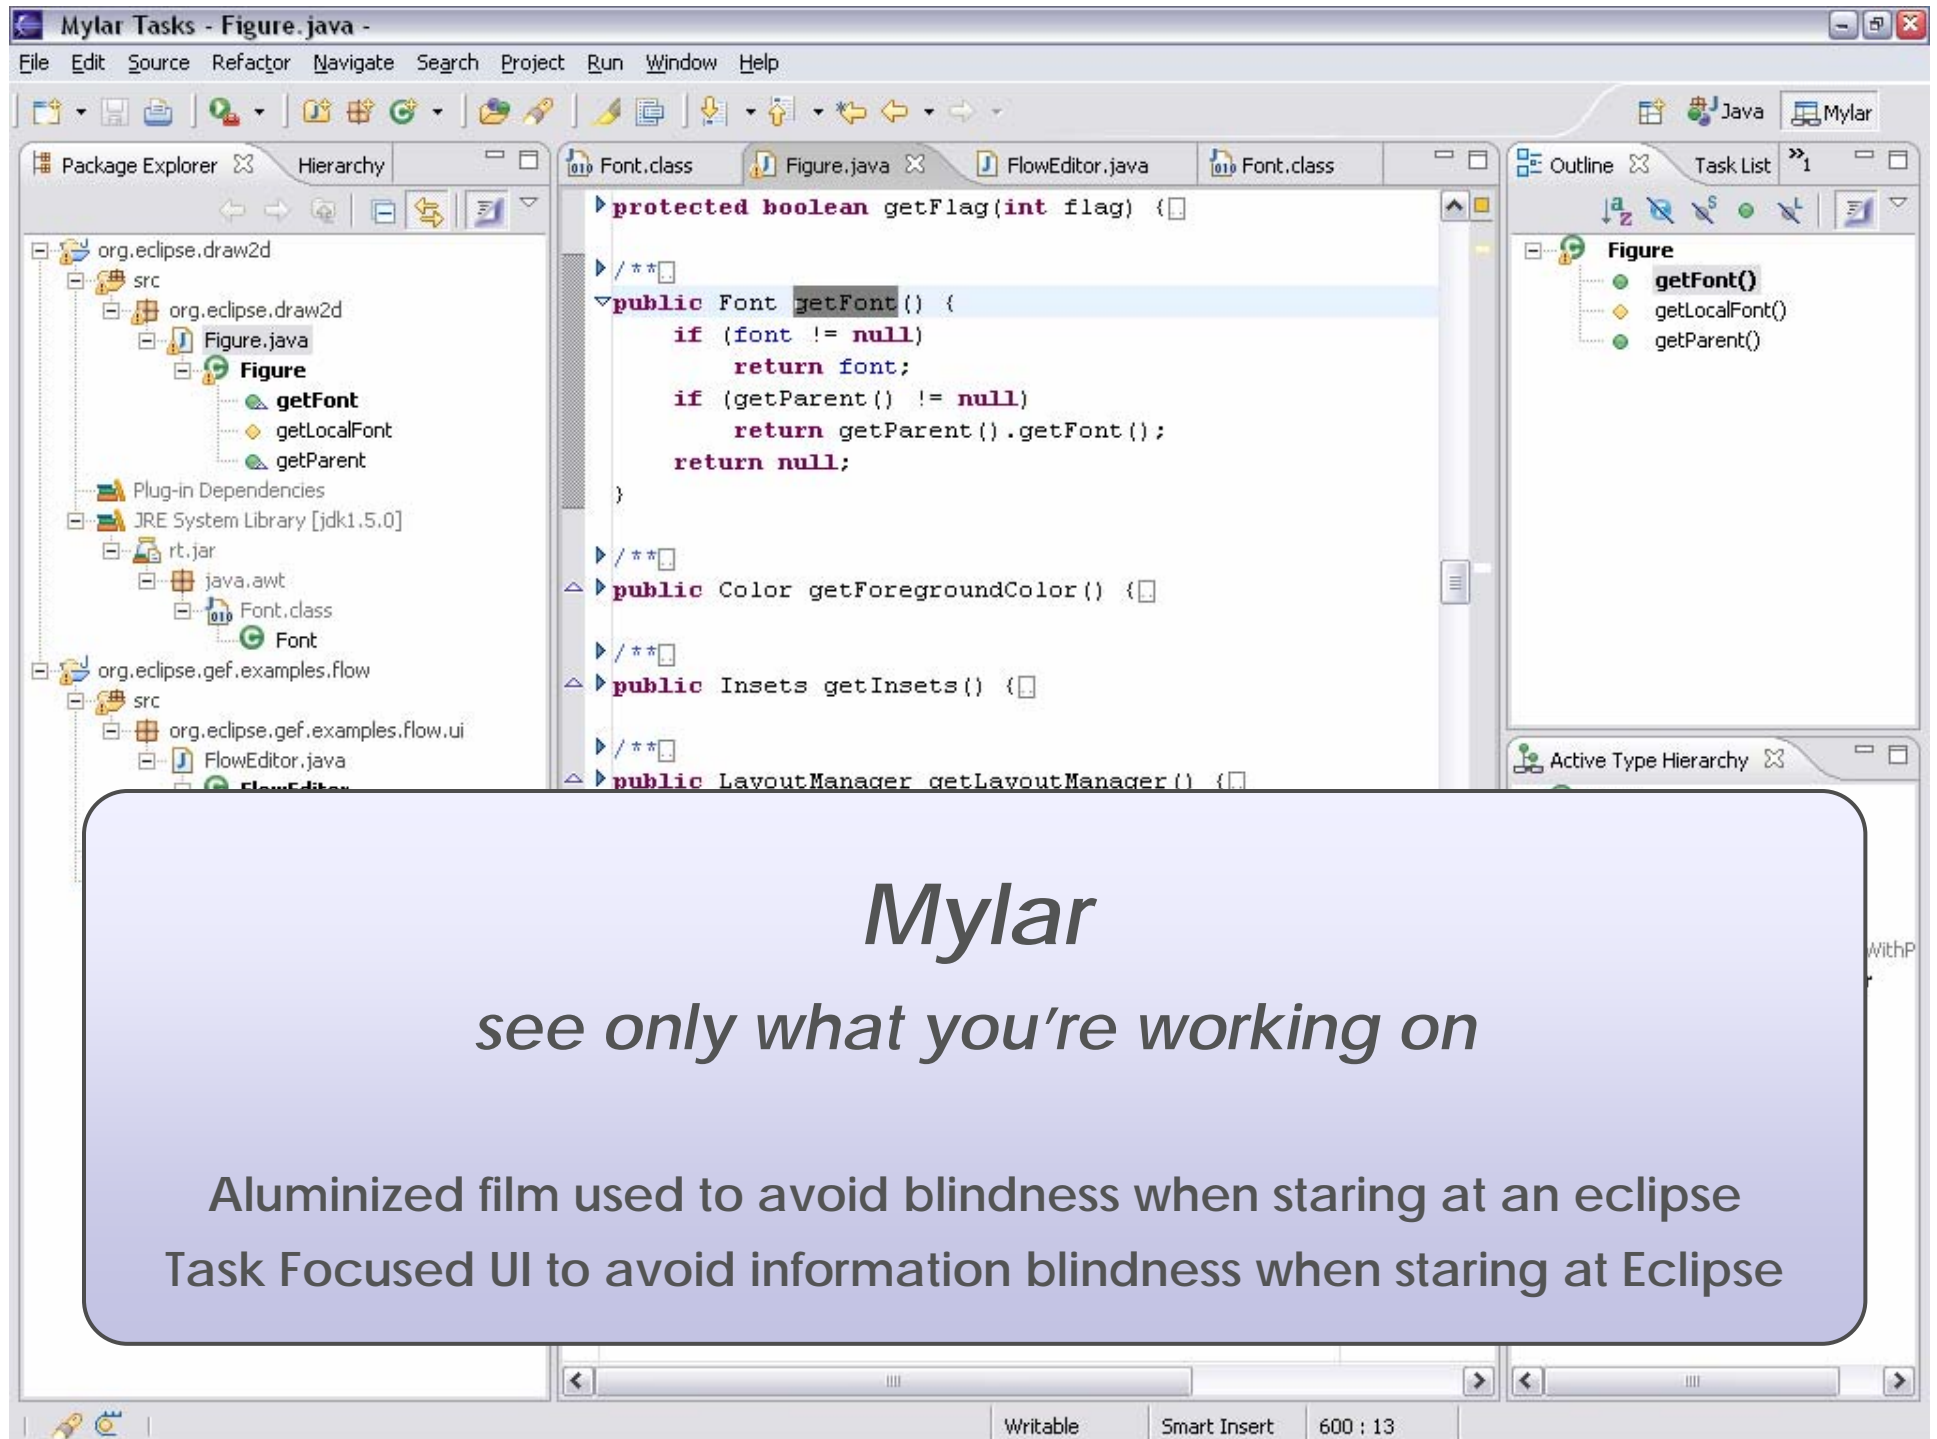 Mylar Tasks - Figure.java -
File Edit Source Refactor Navigate Search Project Run Window Help
Java Mylar
Package Explorer Hierarchy
org.eclipse.draw2d
src
org.eclipse.draw2d
Figure.java
Figure
getFont
getLocalFont
getParent
Plug-in Dependencies
JRE System Library [jdk1.5.0]
rt.jar
java.awt
Font.class
Font
org.eclipse.gef.examples.flow
src
org.eclipse.gef.examples.flow.ui
FlowEditor.java
FlowEditor
Font.class Figure.java FlowEditor.java Font.class
protected boolean getFlag(int flag) {
/**
public Font getFont() {
if (font != null)
return font;
if (getParent() != null)
return getParent().getFont();
return null;
}
/**
public Color getForegroundColor() {
/**
public Insets getInsets() {
/**
public LayoutManager getLayoutManager() {
Outline Task List »1
Figure
getFont()
getLocalFont()
getParent()
Active Type Hierarchy
WithP
Mylar
see only what you're working on
Aluminized film used to avoid blindness when staring at an eclipse
Task Focused UI to avoid information blindness when staring at Eclipse
Writable Smart Insert 600 : 13